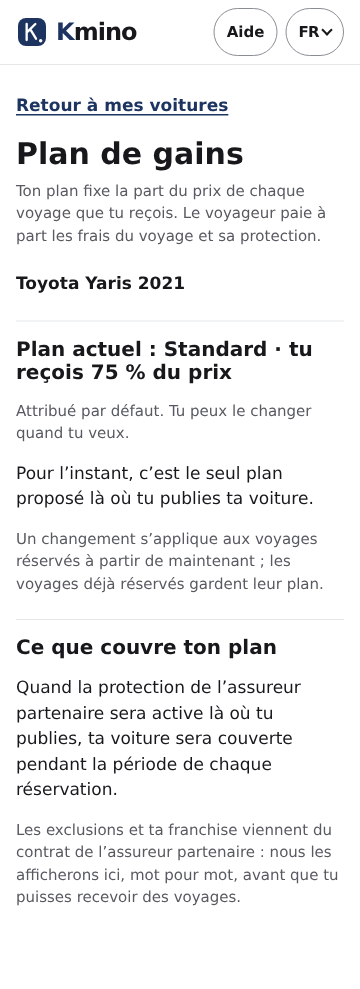 K.
Kmino
Aide
FR
Retour à mes voitures
Plan de gains
Ton plan fixe la part du prix de chaque
voyage que tu reçois. Le voyageur paie à
part les frais du voyage et sa protection.
Toyota Yaris 2021
Plan actuel : Standard · tu
reçois 75 % du prix
Attribué par défaut. Tu peux le changer
quand tu veux.
Pour l’instant, c’est le seul plan
proposé là où tu publies ta voiture.
Un changement s’applique aux voyages
réservés à partir de maintenant ; les
voyages déjà réservés gardent leur plan.
Ce que couvre ton plan
Quand la protection de l’assureur
partenaire sera active là où tu
publies, ta voiture sera couverte
pendant la période de chaque
réservation.
Les exclusions et ta franchise viennent du
contrat de l’assureur partenaire : nous les
afficherons ici, mot pour mot, avant que tu
puisses recevoir des voyages.